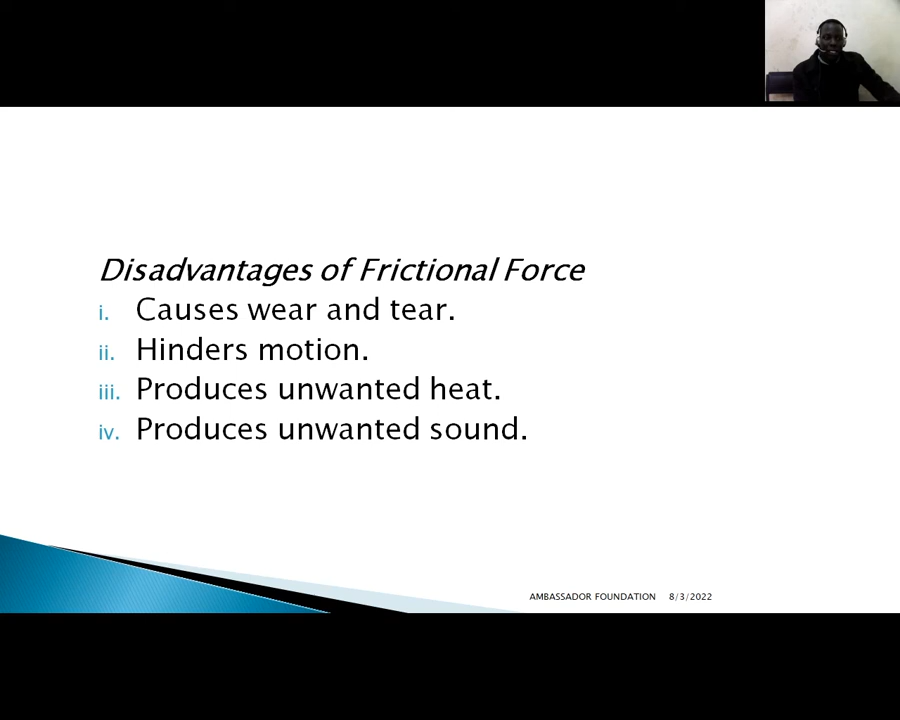 Disadvantages of Frictional Force
i. Causes wear and tear.
ii. Hinders motion.
iii. Produces unwanted heat.
iv. Produces unwanted sound.
AMBASSADOR FOUNDATION 8/3/2022